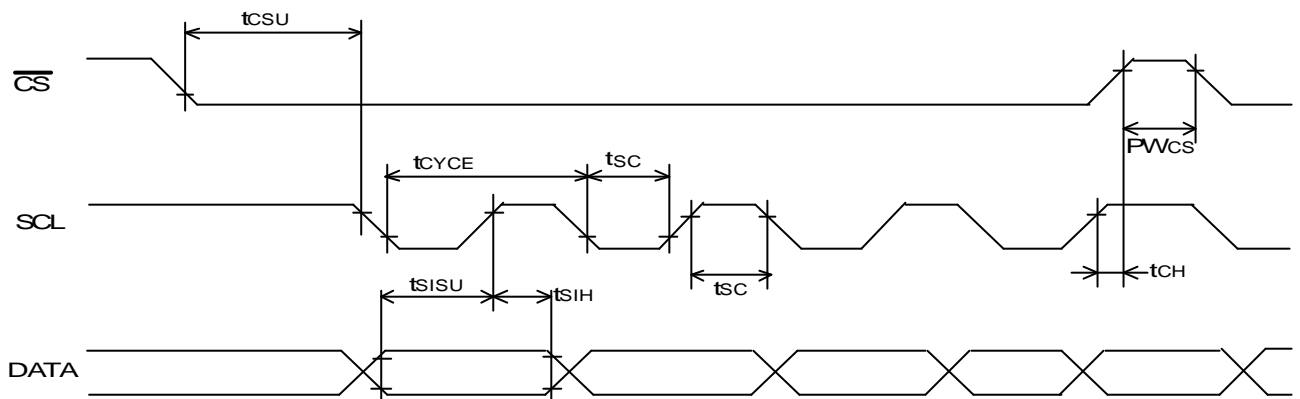 tCSU
CS
PWCS
tCYCE
tSC
SCL
tSC
tCH
tSISU
tSIH
DATA